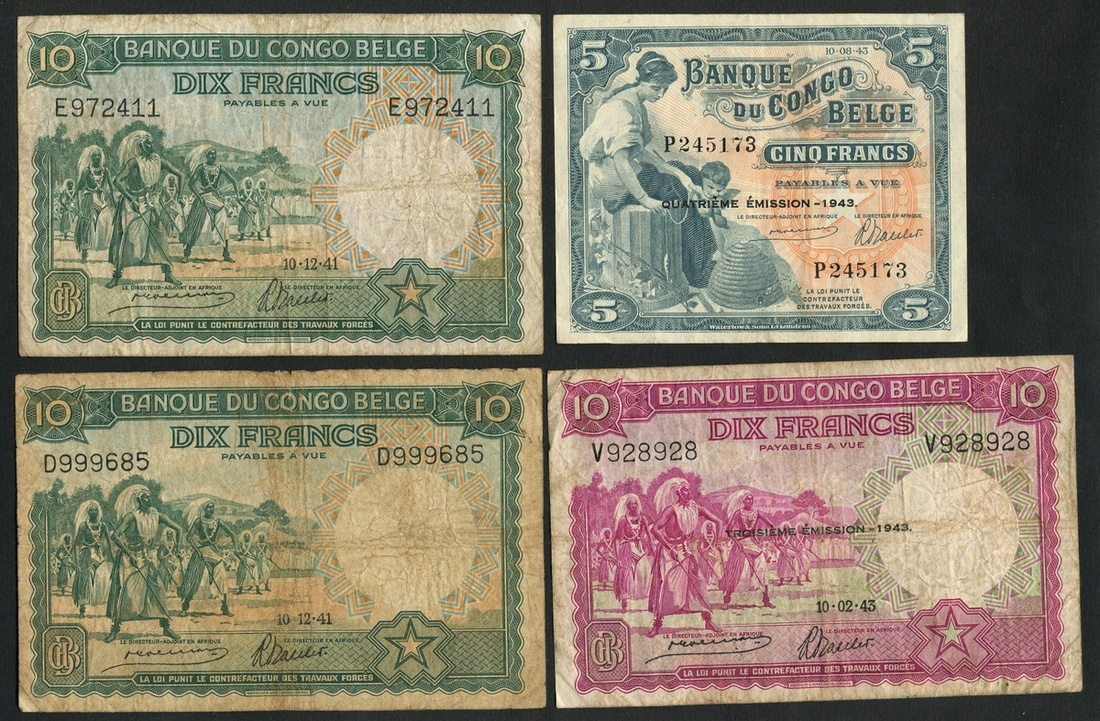 10 BANQUE DU CONGO BELGE 10
DIX FRANCS
PAYABLES A VUE
E972411 E972411
10-12-41
LE DIRECTEUR-ADJOINT EN AFRIQUE LE DIRECTEUR EN AFRIQUE.
LA LOI PUNIT LE CONTREFACTEUR DES TRAVAUX FORCÉS
5 10-08-43 5
BANQUE
DU CONGO
BELGE
P245173
CINQ FRANCS
PAYABLES A VUE
QUATRIÈME ÉMISSION-1943.
LE DIRECTEUR-ADJOINT EN AFRIQUE LE DIRECTEUR EN AFRIQUE
P245173
LA LOI PUNIT LE
CONTREFACTEUR
DES TRAVAUX FORCÉS.
5 5
Waterlow & Sons Ld Londres
10 BANQUE DU CONGO BELGE 10
DIX FRANCS
PAYABLES A VUE
D999685 D999685
10-12-41
LE DIRECTEUR-ADJOINT EN AFRIQUE LE DIRECTEUR EN AFRIQUE.
LA LOI PUNIT LE CONTREFACTEUR DES TRAVAUX FORCÉS
10 BANQUE DU CONGO BELGE 10
DIX FRANCS
PAYABLES A VUE
V928928 V928928
TROISIÈME ÉMISSION-1943.
10-02-43
LE DIRECTEUR-ADJOINT EN AFRIQUE LE DIRECTEUR EN AFRIQUE.
LA LOI PUNIT LE CONTREFACTEUR DES TRAVAUX FORCÉS